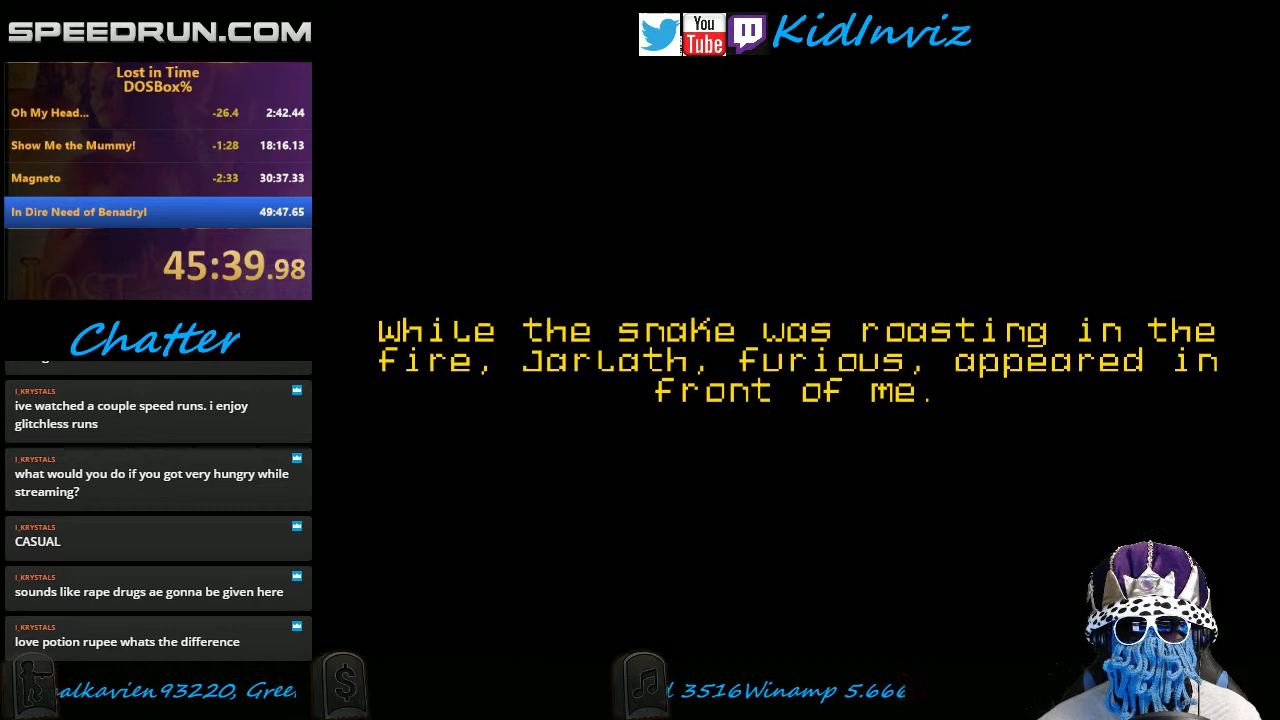 SPEEDRUN.COM
You
Tube
KidInviz
Lost in Time
DOSBox%
Oh My Head... -26.4 2:42.44
Show Me the Mummy! -1:28 18:16.13
Magneto -2:33 30:37.33
In Dire Need of Benadryl 49:47.65
45:39.98
Chatter
I_KRYSTALS
ive watched a couple speed runs. i enjoy
glitchless runs
I_KRYSTALS
what would you do if you got very hungry while
streaming?
I_KRYSTALS
CASUAL
I_KRYSTALS
sounds like rape drugs ae gonna be given here
I_KRYSTALS
love potion rupee whats the difference
While the snake was roasting in the
fire, Jarlath, furious, appeared in
front of me.
alkavien 93220, Gree
$
3516Winamp 5.666